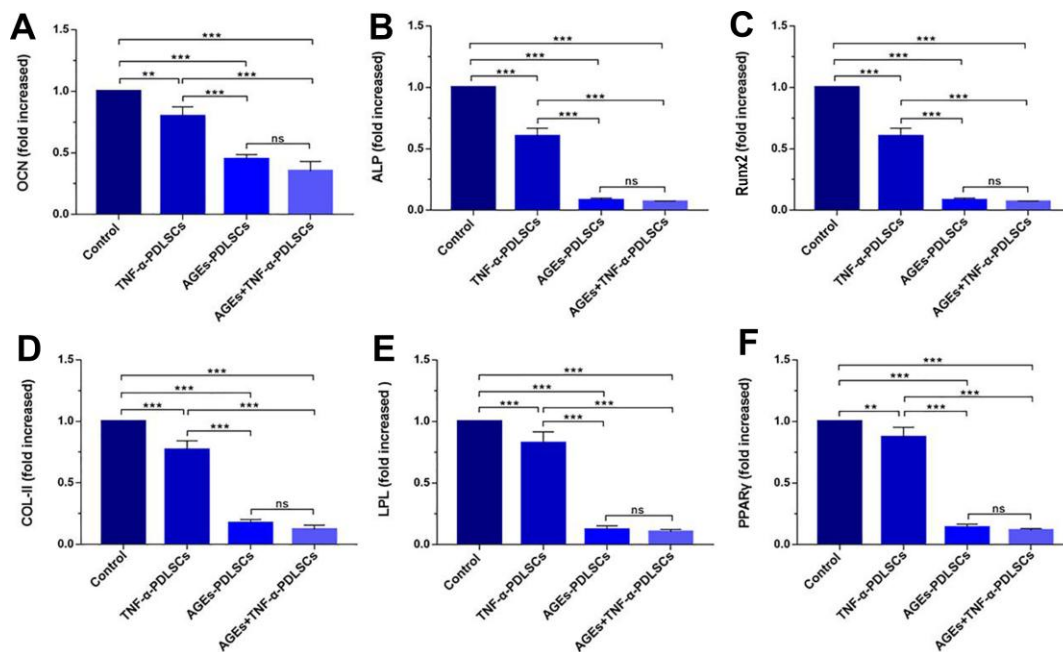 A
OCN (fold increased)
1.5
1.0
0.5
0.0
***
***
**
***
***
ns
Control
TNF-α-PDLSCs
AGEs-PDLSCs
AGEs+TNF-α-PDLSCs
B
ALP (fold increased)
1.5
1.0
0.5
0.0
***
***
***
***
***
ns
Control
TNF-α-PDLSCs
AGEs-PDLSCs
AGEs+TNF-α-PDLSCs
C
Runx2 (fold increased)
1.5
1.0
0.5
0.0
***
***
***
***
***
ns
Control
TNF-α-PDLSCs
AGEs-PDLSCs
AGEs+TNF-α-PDLSCs
D
COL-II (fold increased)
1.5
1.0
0.5
0.0
***
***
***
***
***
ns
Control
TNF-α-PDLSCs
AGEs-PDLSCs
AGEs+TNF-α-PDLSCs
E
LPL (fold increased )
1.5
1.0
0.5
0.0
***
***
***
***
***
ns
Control
TNF-α-PDLSCs
AGEs-PDLSCs
AGEs+TNF-α-PDLSCs
F
PPARγ (fold increased)
1.5
1.0
0.5
0.0
***
***
***
**
***
ns
Control
TNF-α-PDLSCs
AGEs-PDLSCs
AGEs+TNF-α-PDLSCs